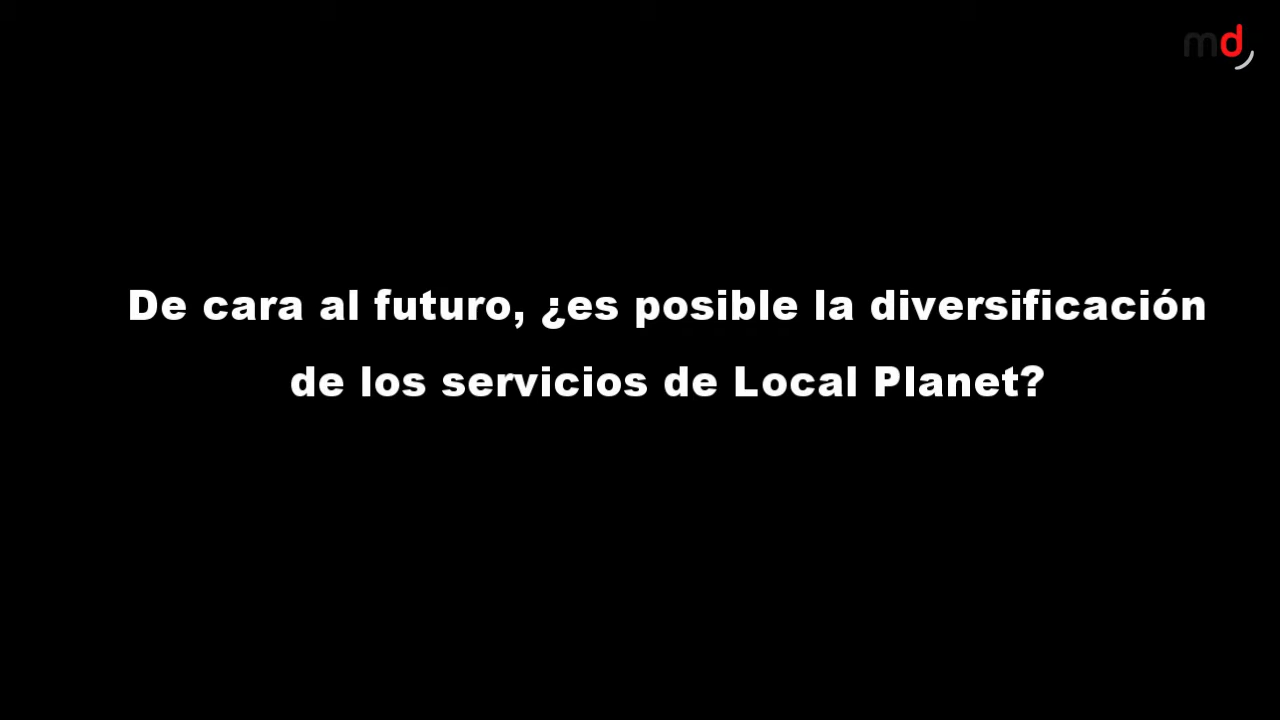 md
De cara al futuro, ¿es posible la diversificación
de los servicios de Local Planet?